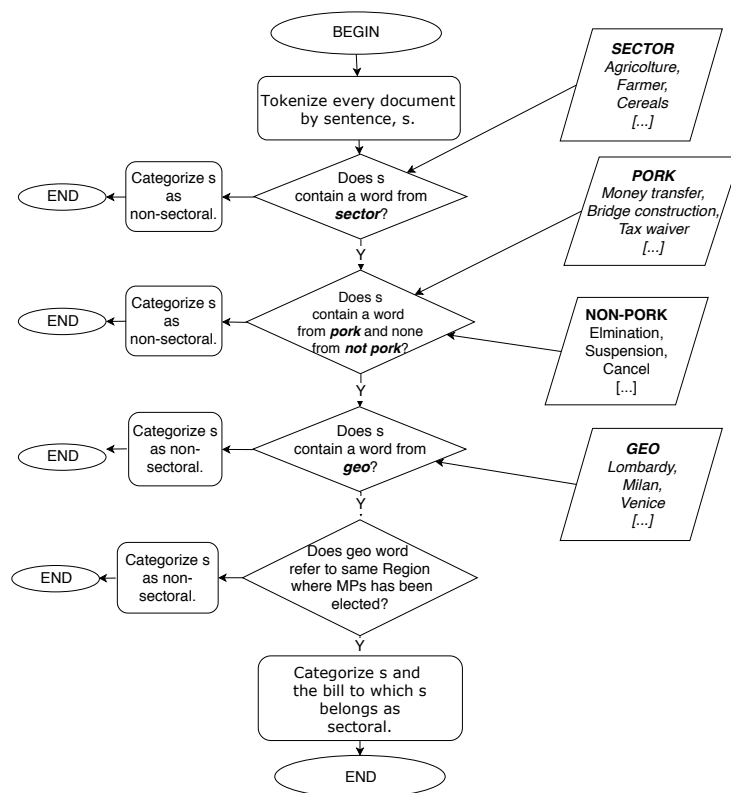 BEGIN
Tokenize every document
by sentence, s.
SECTOR
Agricolture,
Farmer,
Cereals
[...]
Does s
contain a word from
sector?
Categorize s
as
non-sectoral.
END
Y
PORK
Money transfer,
Bridge construction,
Tax waiver
[...]
Does s
contain a word
from pork and none
from not pork?
Categorize s
as
non-sectoral.
END
NON-PORK
Elmination,
Suspension,
Cancel
[...]
Y
Does s
contain a word from
geo?
Categorize s
as non-
sectoral.
END
GEO
Lombardy,
Milan,
Venice
[...]
Y
Does geo word
refer to same Region
where MPs has been
elected?
Categorize s
as non-
sectoral.
END
Y
Categorize s and
the bill to which s
belongs as
sectoral.
END